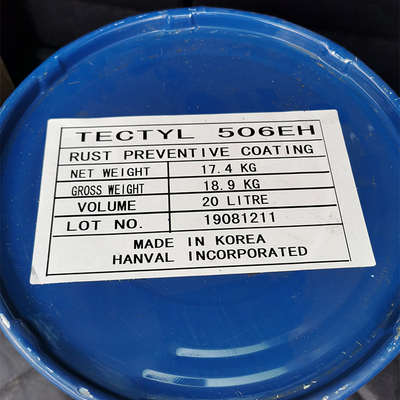 TECTYL 506EH
RUST PREVENTIVE COATING
NET WEIGHT 17.4 KG
GROSS WEIGHT 18.9 KG
VOLUME 20 LITRE
LOT NO. 19081211
MADE IN KOREA
HANVAL INCORPORATED